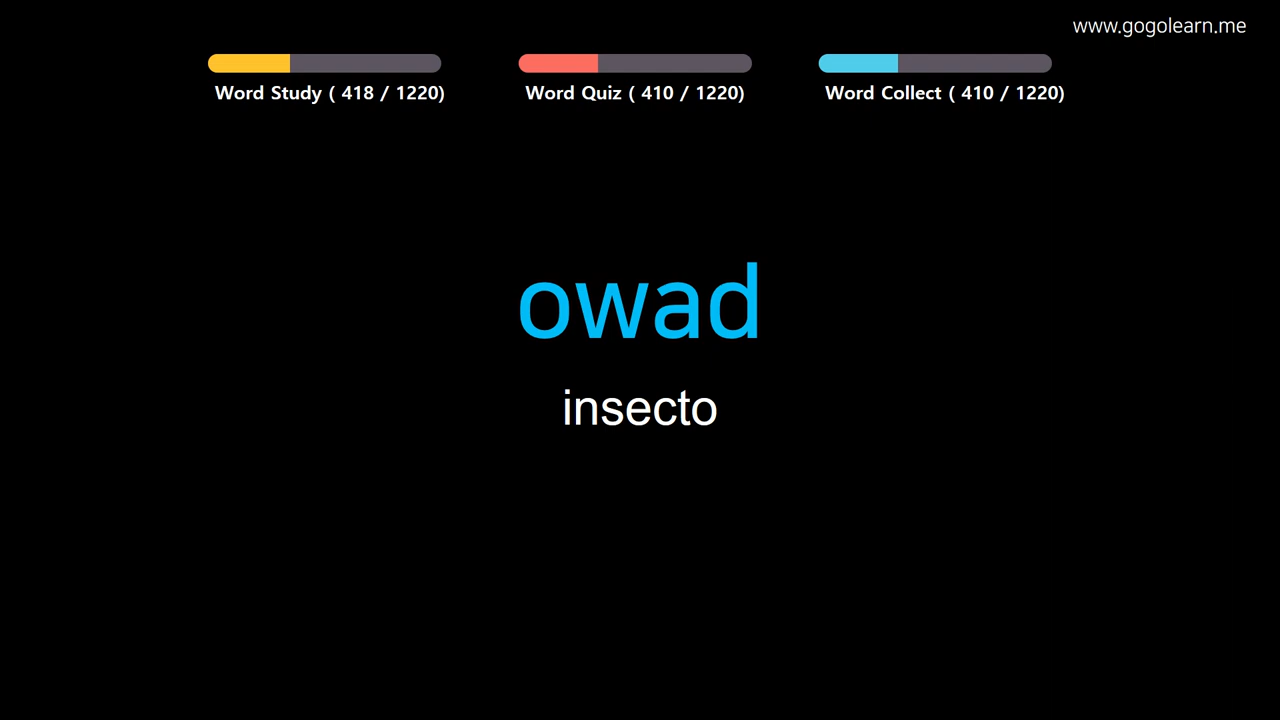 www.gogolearn.me
Word Study ( 418 / 1220)
Word Quiz ( 410 / 1220)
Word Collect ( 410 / 1220)
owad
insecto